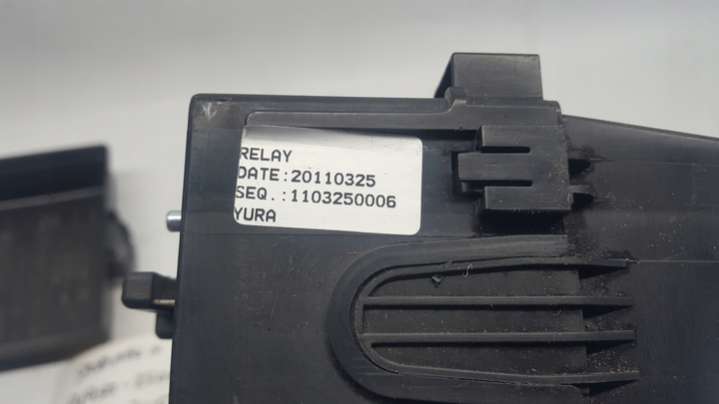 RELAY
DATE:20110325
SEQ.:1103250006
YURA